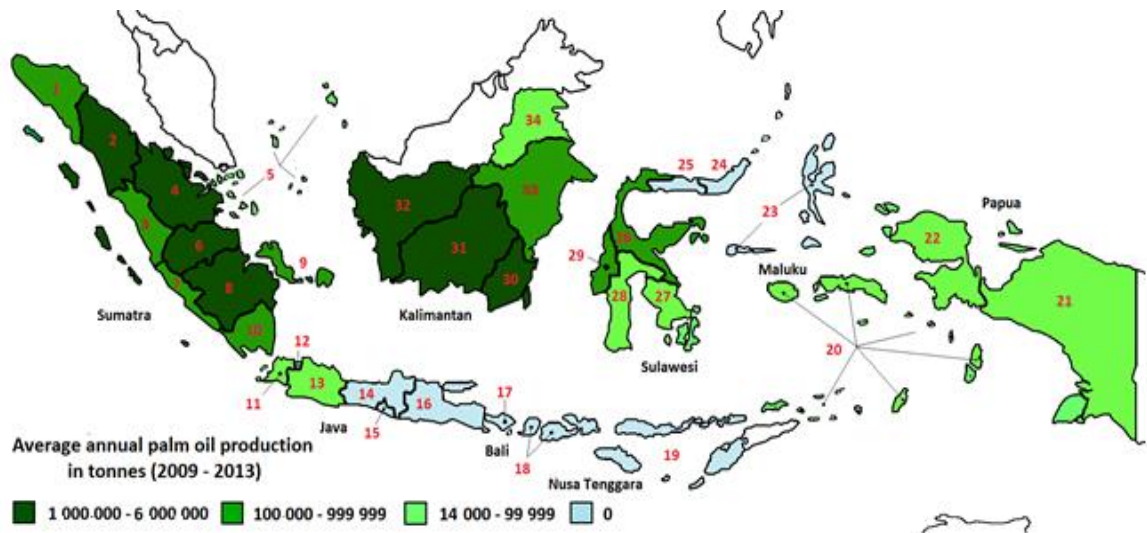 1
2
34
25
24
5
4
23
Papua
3
33
32
6
26
22
9
31
29
Maluku
7
8
30
28
27
21
Sumatra
Kalimantan
10
20
12
Sulawesi
13
11
14
16
17
15
Java
Bali
18
19
Nusa Tenggara
Average annual palm oil production
in tonnes (2009 - 2013)
1 000 000 - 6 000 000
100 000 - 999 999
14 000 - 99 999
0